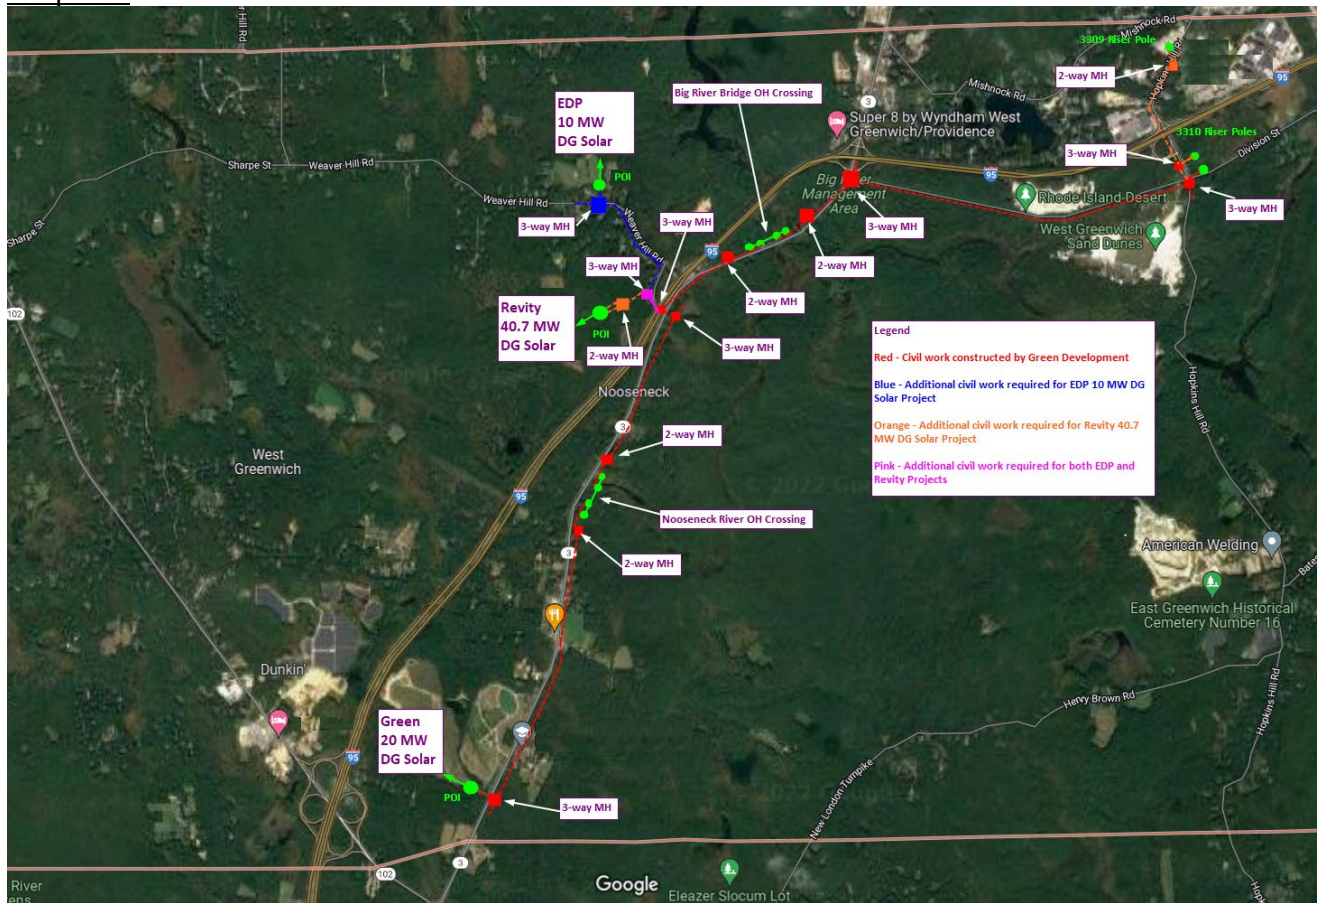 Mishnock Rd
3309 Riser Pole
Hopkins Hill Rd
2-way MH
95
Mishnock Rd
EDP
10 MW
DG Solar
Big River Bridge OH Crossing
3
Super 8 by Wyndham West
Greenwich/Providence
3310 Riser Poles
Division St
3-way MH
Sharpe St
Weaver Hill Rd
POI
95
Big River
Management
Area
Rhode Island Desert
Weaver Hill Rd
3-way MH
Weaver Hill Rd
3-way MH
3-way MH
3-way MH
West Greenwich
Sand Dunes
Sharpe St
95
3-way MH
2-way MH
2-way MH
102
Revity
40.7 MW
DG Solar
POI
2-way MH
3-way MH
Legend
Red - Civil work constructed by Green Development
Blue - Additional civil work required for EDP 10 MW DG
Solar Project
Orange - Additional civil work required for Revity 40.7
MW DG Solar Project
Pink - Additional civil work required for both EDP and
Revity Projects
Nooseneck
Hopkins Hill Rd
3
2-way MH
West
Greenwich
95
Nooseneck River OH Crossing
3
2-way MH
American Welding
East Greenwich Historical
Cemetery Number 16
Dunkin'
Henry Brown Rd
Hopkins Hill Rd
Green
20 MW
DG Solar
95
POI
3-way MH
New London Turnpike
3
102
Google
Eleazer Slocum Lot
River